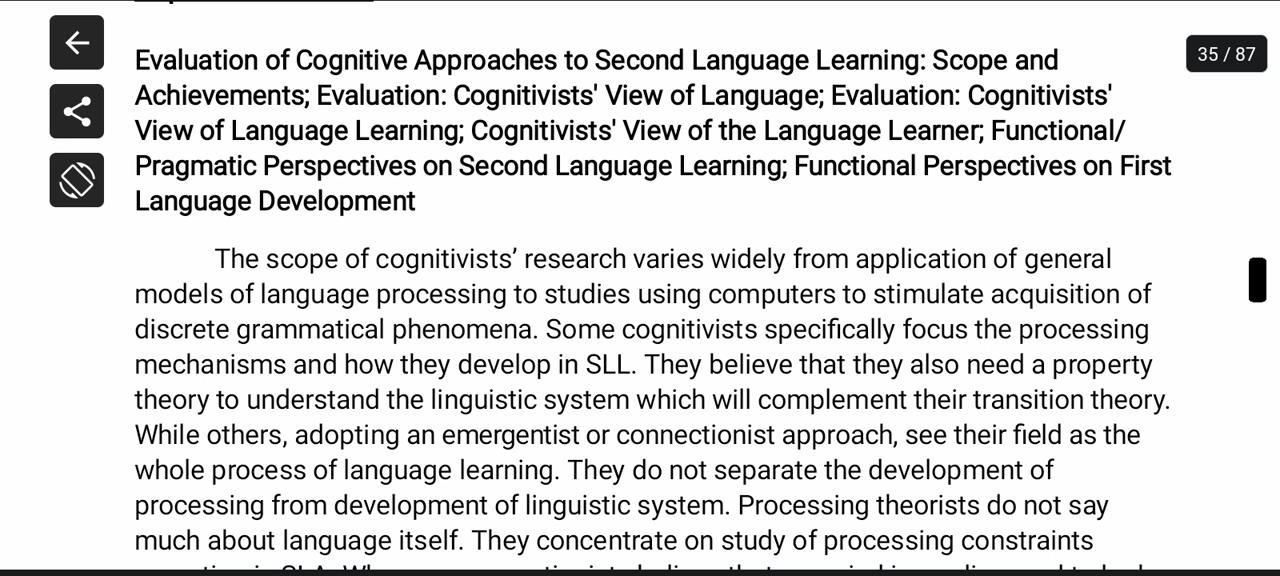 35 / 87
Evaluation of Cognitive Approaches to Second Language Learning: Scope and
Achievements; Evaluation: Cognitivists' View of Language; Evaluation: Cognitivists'
View of Language Learning; Cognitivists' View of the Language Learner; Functional/
Pragmatic Perspectives on Second Language Learning; Functional Perspectives on First
Language Development
The scope of cognitivists’ research varies widely from application of general
models of language processing to studies using computers to stimulate acquisition of
discrete grammatical phenomena. Some cognitivists specifically focus the processing
mechanisms and how they develop in SLL. They believe that they also need a property
theory to understand the linguistic system which will complement their transition theory.
While others, adopting an emergentist or connectionist approach, see their field as the
whole process of language learning. They do not separate the development of
processing from development of linguistic system. Processing theorists do not say
much about language itself. They concentrate on study of processing constraints